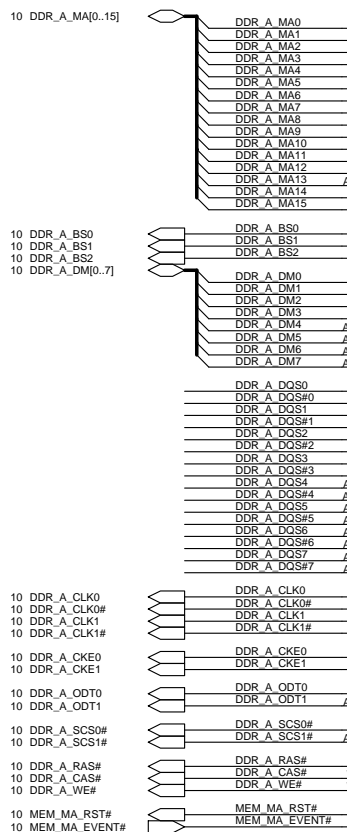 10 DDR_A_MA[0..15]
DDR_A_MA0
DDR_A_MA1
DDR_A_MA2
DDR_A_MA3
DDR_A_MA4
DDR_A_MA5
DDR_A_MA6
DDR_A_MA7
DDR_A_MA8
DDR_A_MA9
DDR_A_MA10
DDR_A_MA11
DDR_A_MA12
DDR_A_MA13
DDR_A_MA14
DDR_A_MA15
10 DDR_A_BS0 DDR_A_BS0
10 DDR_A_BS1 DDR_A_BS1
10 DDR_A_BS2 DDR_A_BS2
10 DDR_A_DM[0..7]
DDR_A_DM0
DDR_A_DM1
DDR_A_DM2
DDR_A_DM3
DDR_A_DM4
DDR_A_DM5
DDR_A_DM6
DDR_A_DM7
DDR_A_DQS0
DDR_A_DQS#0
DDR_A_DQS1
DDR_A_DQS#1
DDR_A_DQS2
DDR_A_DQS#2
DDR_A_DQS3
DDR_A_DQS#3
DDR_A_DQS4
DDR_A_DQS#4
DDR_A_DQS5
DDR_A_DQS#5
DDR_A_DQS6
DDR_A_DQS#6
DDR_A_DQS7
DDR_A_DQS#7
10 DDR_A_CLK0 DDR_A_CLK0
10 DDR_A_CLK0# DDR_A_CLK0#
10 DDR_A_CLK1 DDR_A_CLK1
10 DDR_A_CLK1# DDR_A_CLK1#
10 DDR_A_CKE0 DDR_A_CKE0
10 DDR_A_CKE1 DDR_A_CKE1
10 DDR_A_ODT0 DDR_A_ODT0
10 DDR_A_ODT1 DDR_A_ODT1
10 DDR_A_SCS0# DDR_A_SCS0#
10 DDR_A_SCS1# DDR_A_SCS1#
10 DDR_A_RAS# DDR_A_RAS#
10 DDR_A_CAS# DDR_A_CAS#
10 DDR_A_WE# DDR_A_WE#
10 MEM_MA_RST# MEM_MA_RST#
10 MEM_MA_EVENT# MEM_MA_EVENT#